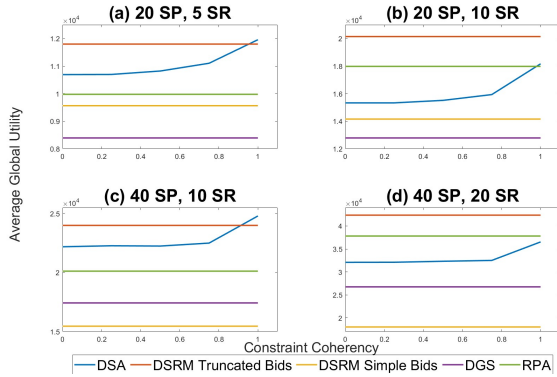 (a) 20 SP, 5 SR
(b) 20 SP, 10 SR
×10⁴
1.2
1.1
1
0.9
0.8
0 0.2 0.4 0.6 0.8 1
×10⁴
2
1.8
1.6
1.4
1.2
0 0.2 0.4 0.6 0.8 1
Average Global Utility
(c) 40 SP, 10 SR
(d) 40 SP, 20 SR
×10⁴
2.5
2
1.5
0 0.2 0.4 0.6 0.8 1
×10⁴
4
3.5
3
2.5
2
0 0.2 0.4 0.6 0.8 1
Constraint Coherency
DSA DSRM Truncated Bids DSRM Simple Bids DGS RPA